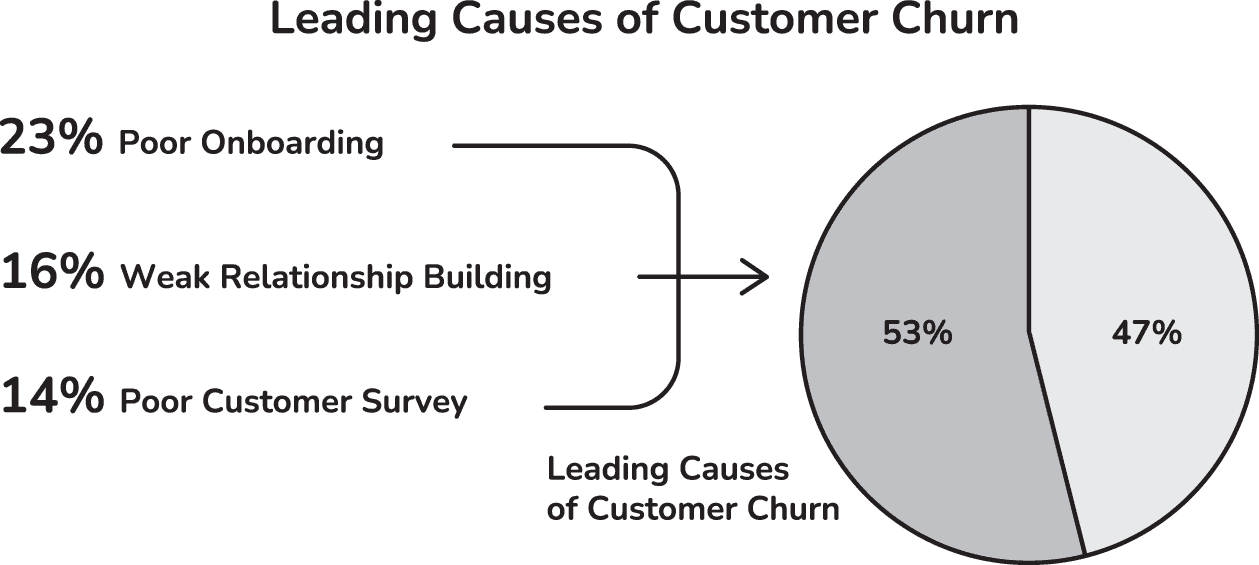 Leading Causes of Customer Churn
23% Poor Onboarding
16% Weak Relationship Building
14% Poor Customer Survey
53%
47%
Leading Causes
of Customer Churn